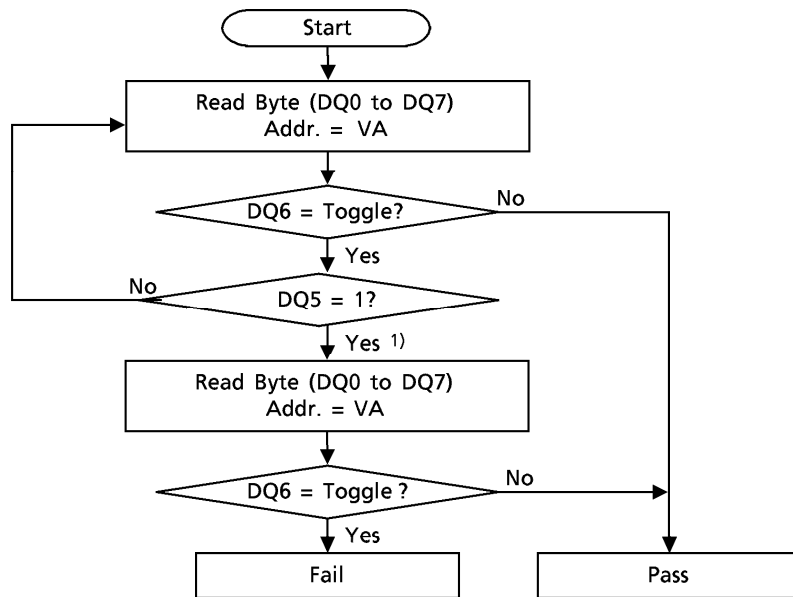 Start
Read Byte (DQ0 to DQ7)
Addr. = VA
DQ6 = Toggle?
No
Yes
No
DQ5 = 1?
Yes 1)
Read Byte (DQ0 to DQ7)
Addr. = VA
DQ6 = Toggle ?
No
Yes
Fail
Pass